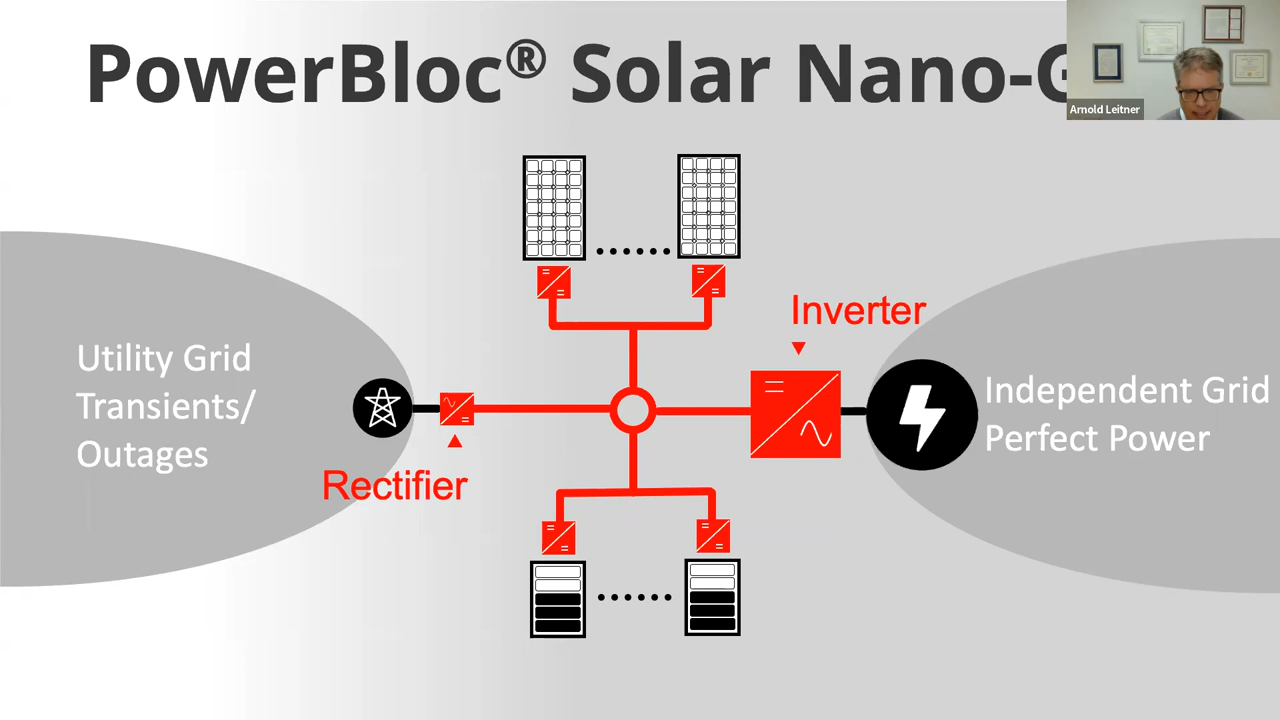 PowerBloc® Solar Nano-G
Arnold Leitner
Inverter
Utility Grid
Transients/
Outages
Independent Grid
Perfect Power
Rectifier